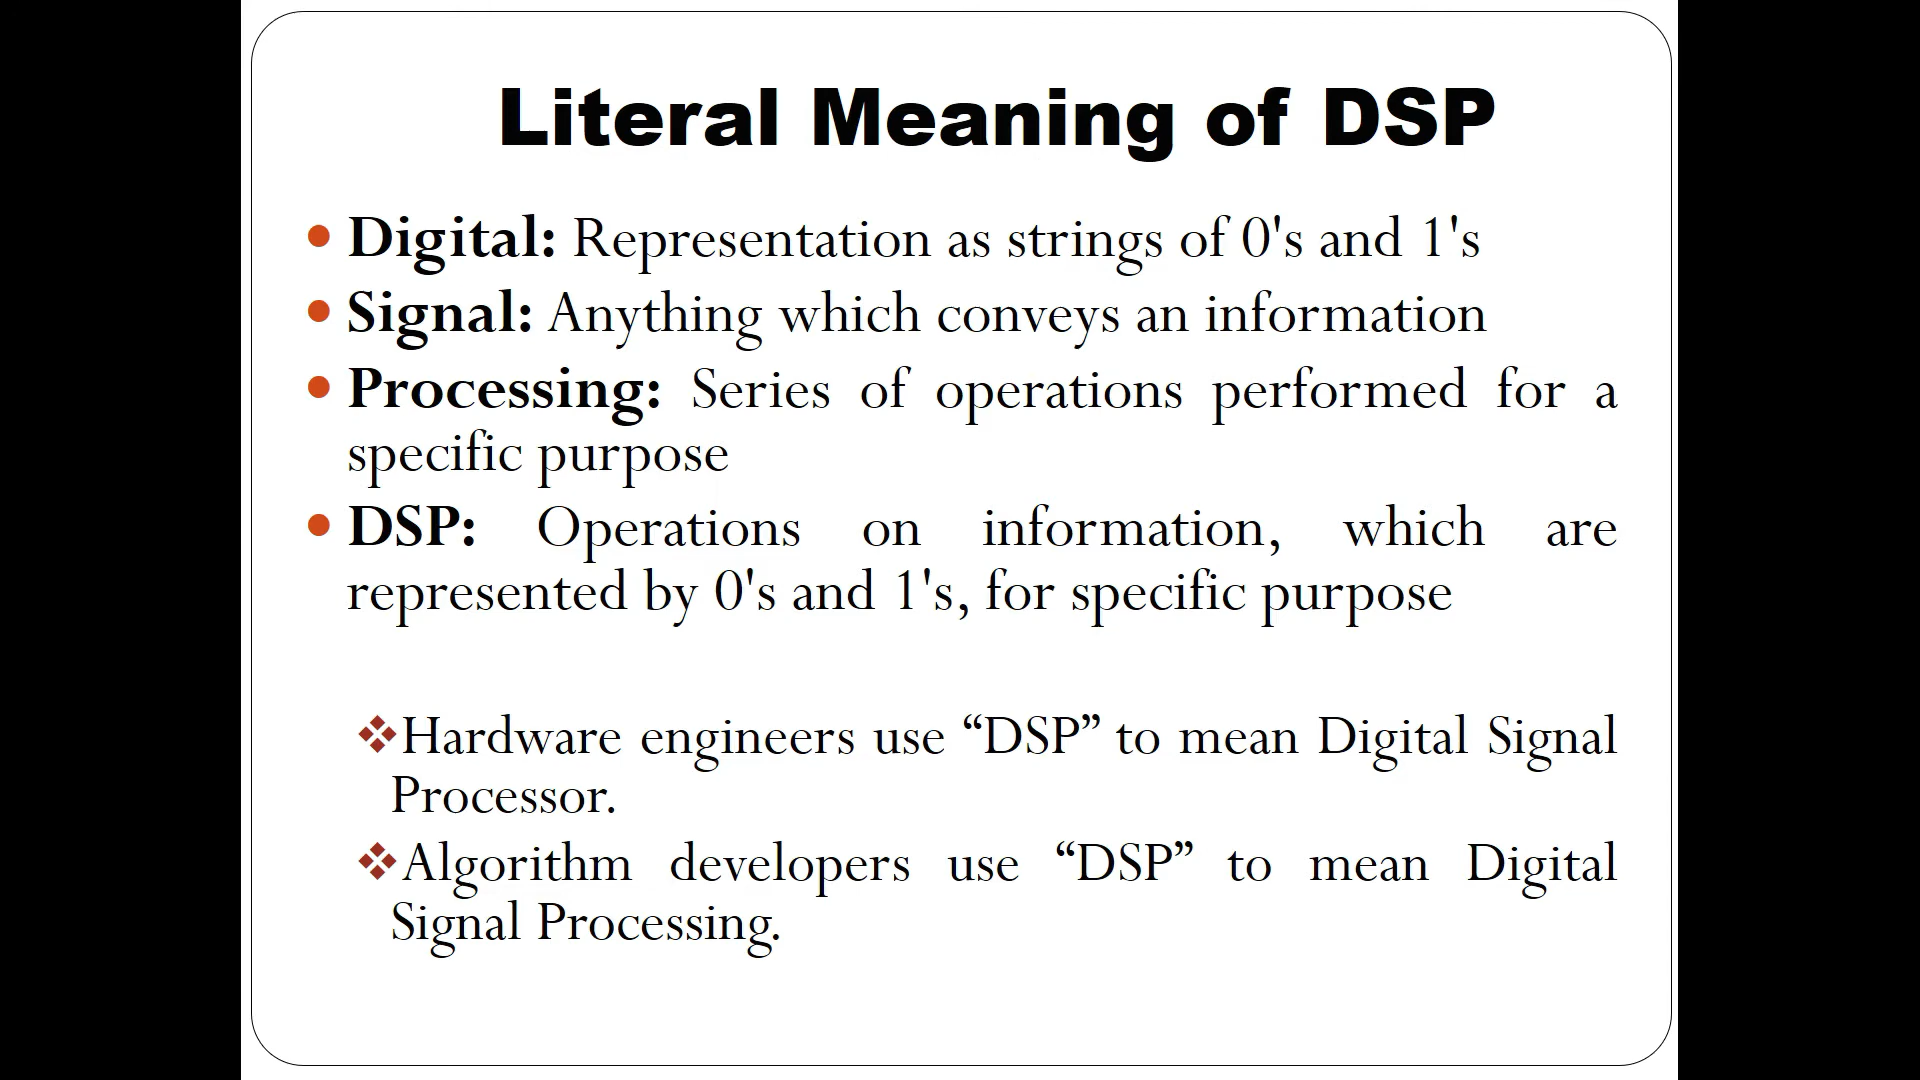 Literal Meaning of DSP
• Digital: Representation as strings of 0's and 1's
• Signal: Anything which conveys an information
• Processing: Series of operations performed for a
specific purpose
• DSP: Operations on information, which are
represented by 0's and 1's, for specific purpose
❖Hardware engineers use “DSP” to mean Digital Signal
Processor.
❖Algorithm developers use “DSP” to mean Digital
Signal Processing.